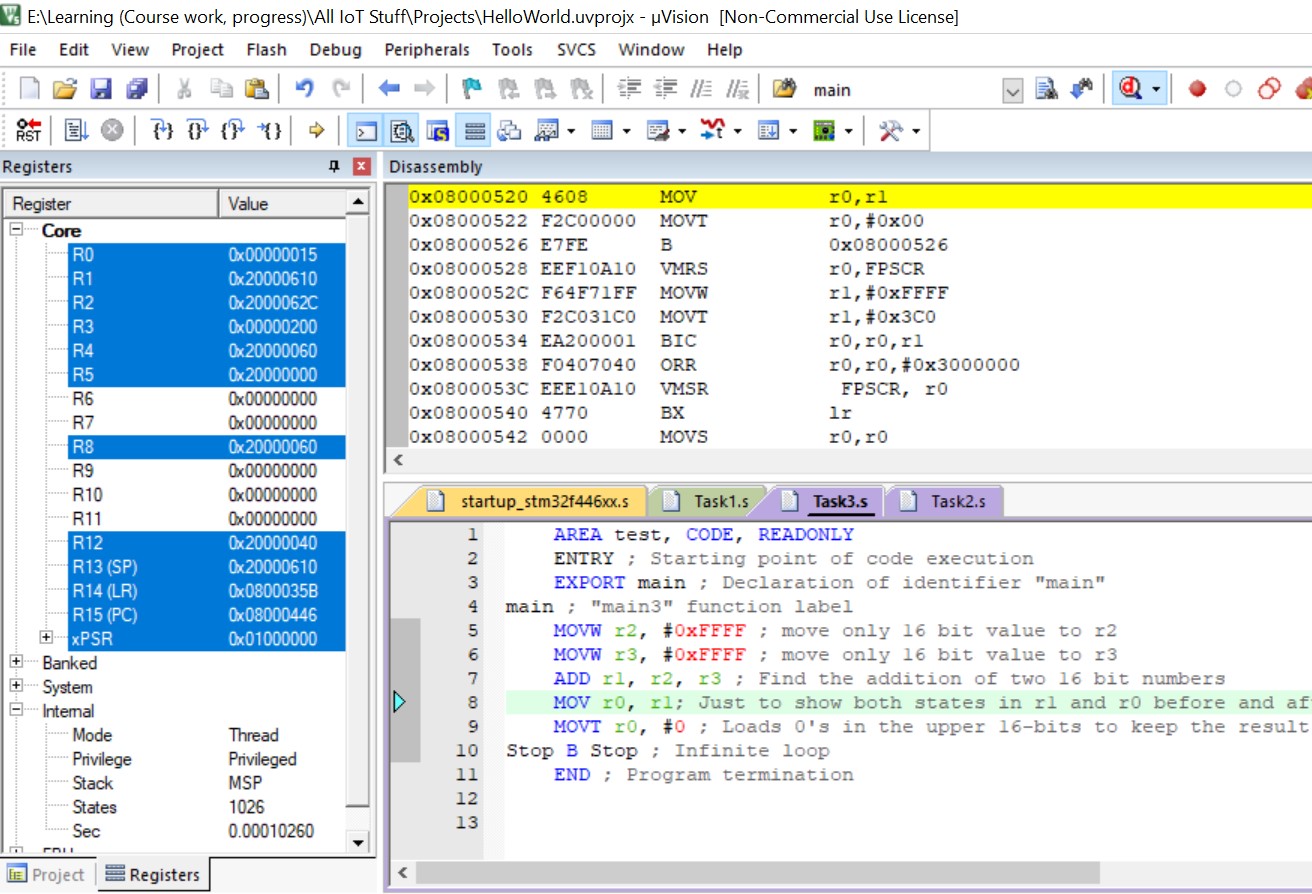 E:\Learning (Course work, progress)\All IoT Stuff\Projects\HelloWorld.uvprojx - µVision [Non-Commercial Use License]
File Edit View Project Flash Debug Peripherals Tools SVCS Window Help
main
RST
Registers
Register Value
Core
R0 0x00000015
R1 0x20000610
R2 0x2000062C
R3 0x00000200
R4 0x20000060
R5 0x20000000
R6 0x00000000
R7 0x00000000
R8 0x20000060
R9 0x00000000
R10 0x00000000
R11 0x00000000
R12 0x20000040
R13 (SP) 0x20000610
R14 (LR) 0x0800035B
R15 (PC) 0x08000446
xPSR 0x01000000
Banked
System
Internal
Mode Thread
Privilege Privileged
Stack MSP
States 1026
Sec 0.00010260
Project Registers
Disassembly
0x08000520 4608 MOV r0,r1
0x08000522 F2C00000 MOVT r0,#0x00
0x08000526 E7FE B 0x08000526
0x08000528 EEF10A10 VMRS r0,FPSCR
0x0800052C F64F71FF MOVW r1,#0xFFFF
0x08000530 F2C031C0 MOVT r1,#0x3C0
0x08000534 EA200001 BIC r0,r0,r1
0x08000538 F0407040 ORR r0,r0,#0x3000000
0x0800053C EEE10A10 VMSR FPSCR, r0
0x08000540 4770 BX lr
0x08000542 0000 MOVS r0,r0
startup_stm32f446xx.s Task1.s Task3.s Task2.s
1 AREA test, CODE, READONLY
2 ENTRY ; Starting point of code execution
3 EXPORT main ; Declaration of identifier "main"
4 main ; "main3" function label
5 MOVW r2, #0xFFFF ; move only 16 bit value to r2
6 MOVW r3, #0xFFFF ; move only 16 bit value to r3
7 ADD r1, r2, r3 ; Find the addition of two 16 bit numbers
8 MOV r0, r1; Just to show both states in r1 and r0 before and af
9 MOVT r0, #0 ; Loads 0's in the upper 16-bits to keep the result
10 Stop B Stop ; Infinite loop
11 END ; Program termination
12
13